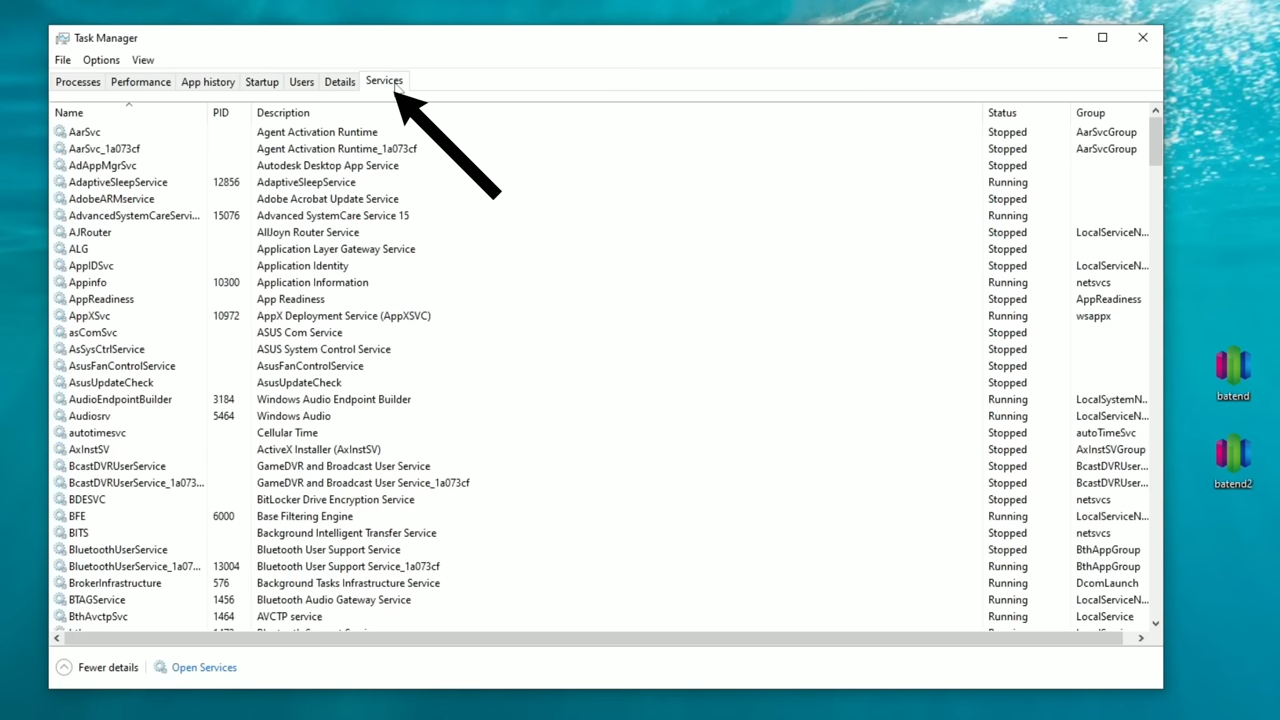 Task Manager
File Options View
Processes Performance App history Startup Users Details Services
Name PID Description Status Group
AarSvc Agent Activation Runtime Stopped AarSvcGroup
AarSvc_1a073cf Agent Activation Runtime_1a073cf Stopped AarSvcGroup
AdAppMgrSvc Autodesk Desktop App Service Stopped
AdaptiveSleepService 12856 AdaptiveSleepService Running
AdobeARMservice Adobe Acrobat Update Service Stopped
AdvancedSystemCareServi... 15076 Advanced SystemCare Service 15 Running
AJRouter AllJoyn Router Service Stopped LocalServiceN...
ALG Application Layer Gateway Service Stopped
AppIDSvc Application Identity Stopped LocalServiceN...
Appinfo 10300 Application Information Running netsvcs
AppReadiness App Readiness Stopped AppReadiness
AppXSvc 10972 AppX Deployment Service (AppXSVC) Running wsappx
asComSvc ASUS Com Service Stopped
AsSysCtrlService ASUS System Control Service Stopped
AsusFanControlService AsusFanControlService Stopped
AsusUpdateCheck AsusUpdateCheck Stopped
AudioEndpointBuilder 3184 Windows Audio Endpoint Builder Running LocalSystemN...
Audiosrv 5464 Windows Audio Running LocalServiceN...
autotimesvc Cellular Time Stopped autoTimeSvc
AxInstSV ActiveX Installer (AxInstSV) Stopped AxInstSVGroup
BcastDVRUserService GameDVR and Broadcast User Service Stopped BcastDVRUser...
BcastDVRUserService_1a073... GameDVR and Broadcast User Service_1a073cf Stopped BcastDVRUser...
BDESVC BitLocker Drive Encryption Service Stopped netsvcs
BFE 6000 Base Filtering Engine Running LocalServiceN...
BITS Background Intelligent Transfer Service Stopped netsvcs
BluetoothUserService Bluetooth User Support Service Stopped BthAppGroup
BluetoothUserService_1a07... 13004 Bluetooth User Support Service_1a073cf Running BthAppGroup
BrokerInfrastructure 576 Background Tasks Infrastructure Service Running DcomLaunch
BTAGService 1456 Bluetooth Audio Gateway Service Running LocalServiceN...
BthAvctpSvc 1464 AVCTP service Running LocalService
Fewer details Open Services
batend
batend2